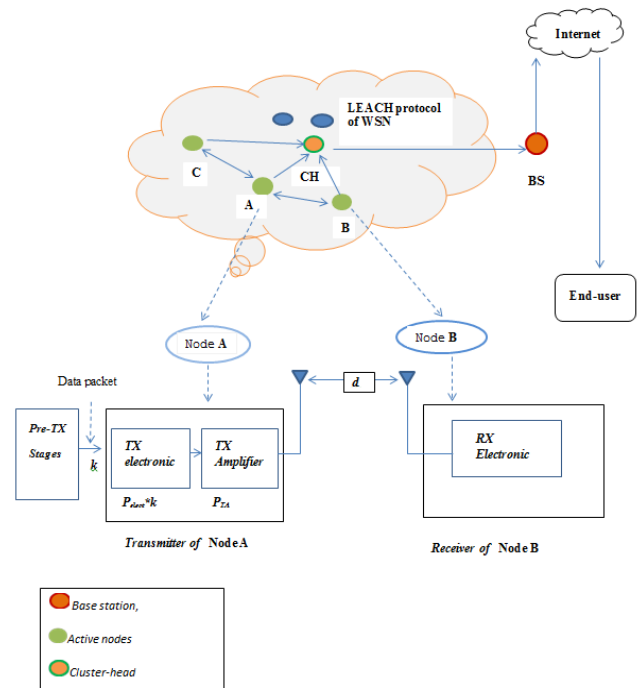 Internet
LEACH protocol
of WSN
C
CH
A
B
BS
End-user
Node A
Node B
Data packet
d
Pre-TX
Stages
k
TX
electronic
TX
Amplifier
RX
Electronic
Pelect*k
PTA
Transmitter of Node A
Receiver of Node B
Base station,
Active nodes
Cluster-head